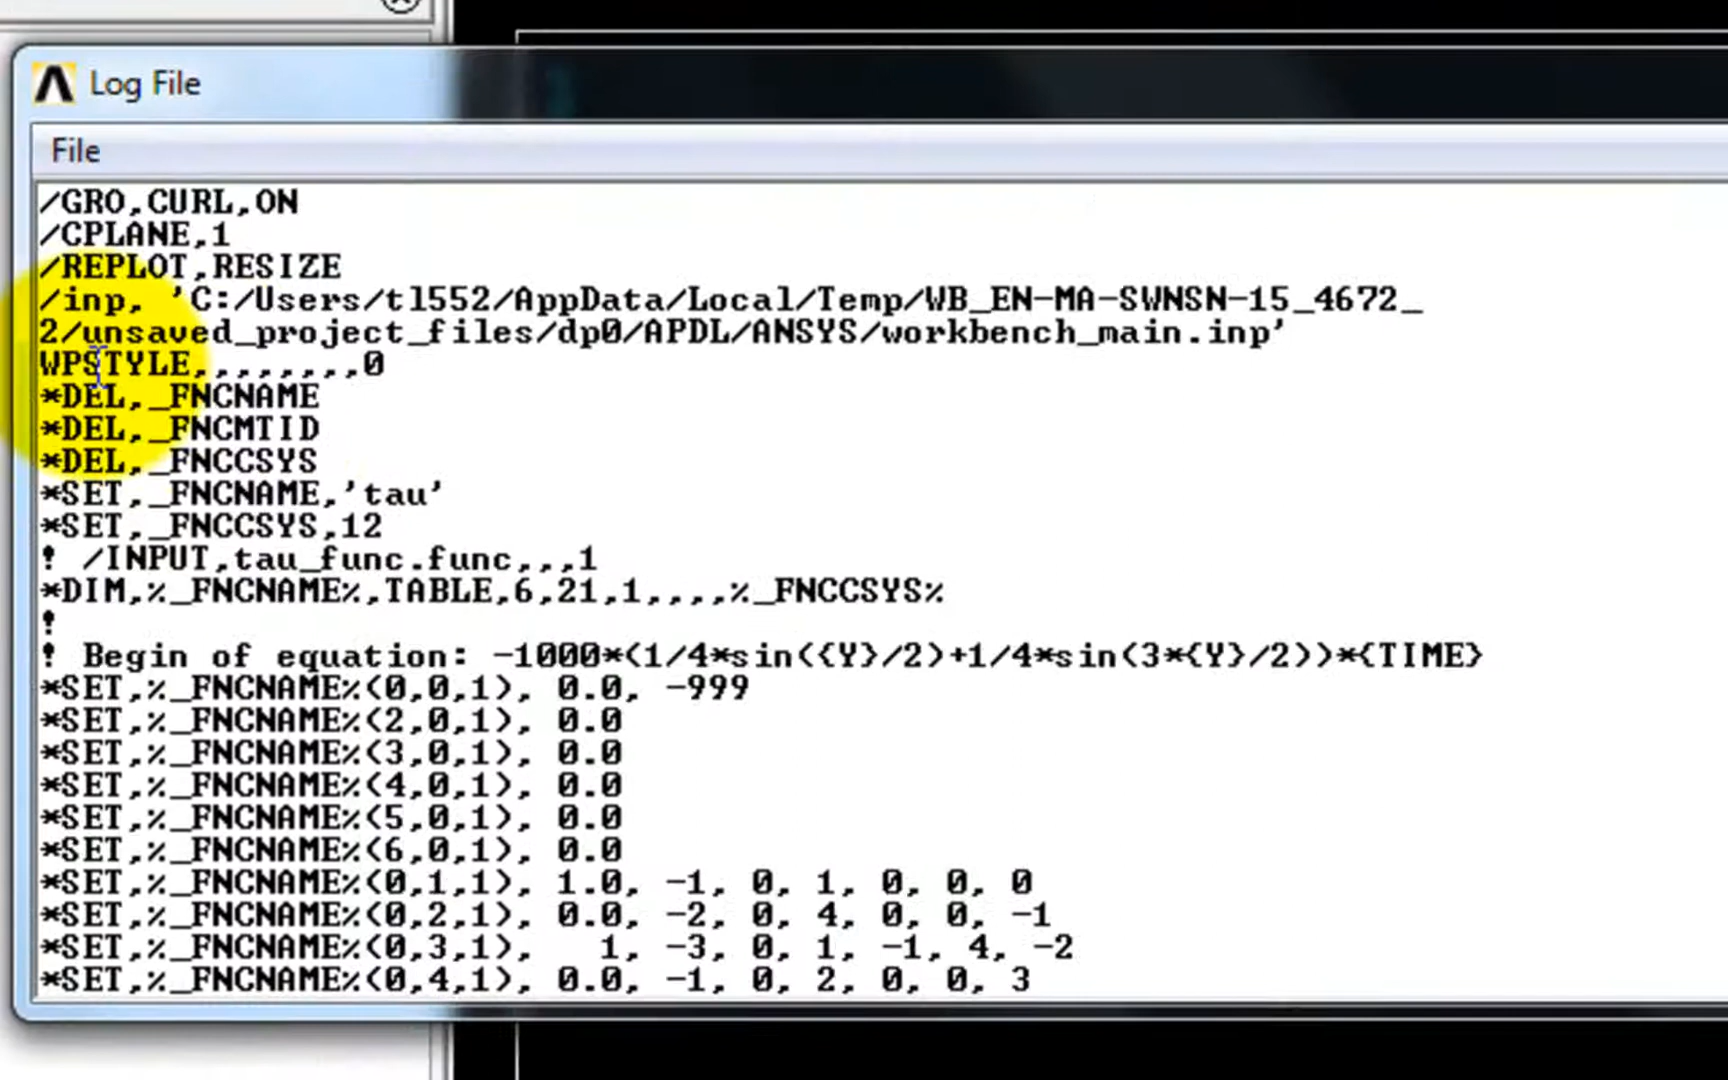 Log File
File
/GRO,CURL,ON
/CPLANE,1
/REPLOT,RESIZE
/inp, 'C:/Users/tl552/AppData/Local/Temp/WB_EN-MA-SWNSN-15_4672_
2/unsaved_project_files/dp0/APDL/ANSYS/workbench_main.inp'
WPSTYLE,,,,,,,,0
*DEL,_FNCNAME
*DEL,_FNCMTID
*DEL,_FNCCSYS
*SET,_FNCNAME,'tau'
*SET,_FNCCSYS,12
! /INPUT,tau_func.func,,,1
*DIM,%_FNCNAME%,TABLE,6,21,1,,,,%_FNCCSYS%
!
! Begin of equation: -1000*(1/4*sin({Y}/2)+1/4*sin(3*{Y}/2))*{TIME}
*SET,%_FNCNAME%(0,0,1), 0.0, -999
*SET,%_FNCNAME%(2,0,1), 0.0
*SET,%_FNCNAME%(3,0,1), 0.0
*SET,%_FNCNAME%(4,0,1), 0.0
*SET,%_FNCNAME%(5,0,1), 0.0
*SET,%_FNCNAME%(6,0,1), 0.0
*SET,%_FNCNAME%(0,1,1), 1.0, -1, 0, 1, 0, 0, 0
*SET,%_FNCNAME%(0,2,1), 0.0, -2, 0, 4, 0, 0, -1
*SET,%_FNCNAME%(0,3,1),   1, -3, 0, 1, -1, 4, -2
*SET,%_FNCNAME%(0,4,1), 0.0, -1, 0, 2, 0, 0, 3